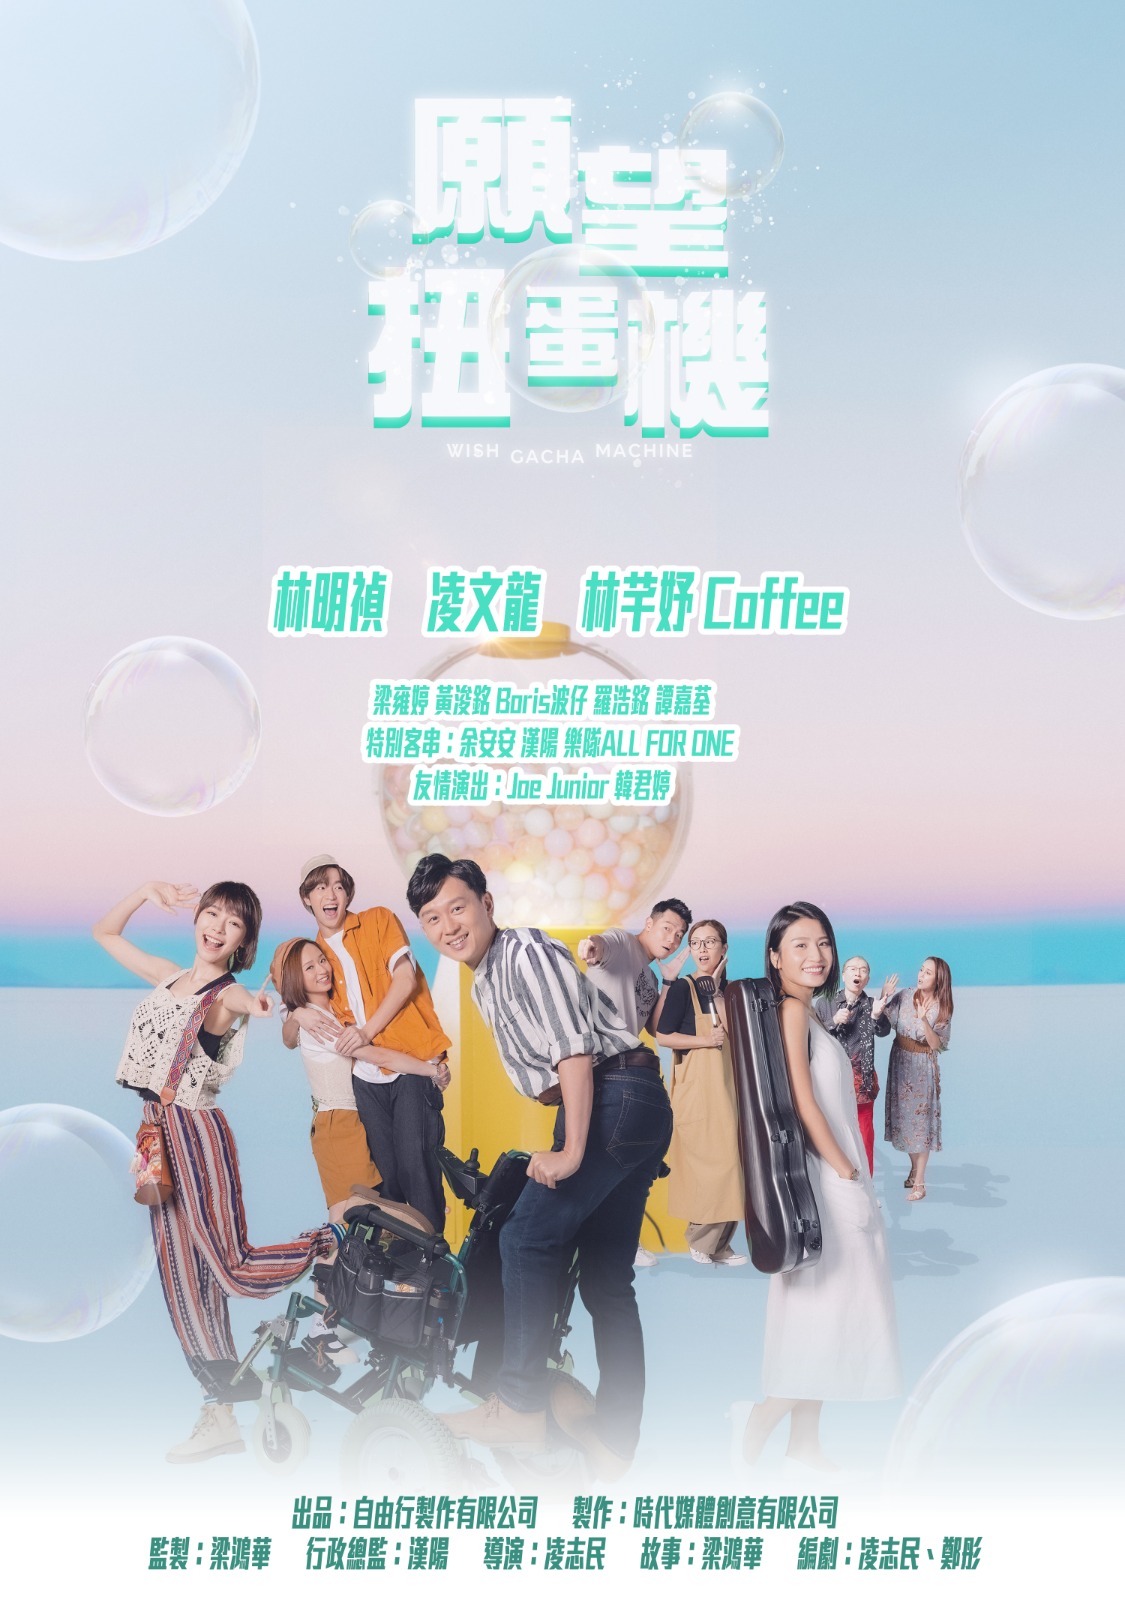 願望
扭蛋機
WISH GACHA MACHINE
林明禎 凌文龍 林芊妤 Coffee
梁雍婷 黃浚銘 Boris波仔 羅浩銘 譚嘉荃
特別客串：余安安 漢陽 樂隊ALL FOR ONE
友情演出：Joe Junior 韓君婷
出品：自由行製作有限公司 製作：時代媒體創意有限公司
監製：梁鴻華 行政總監：漢陽 導演：凌志民 故事：梁鴻華 編劇：凌志民、鄭彤